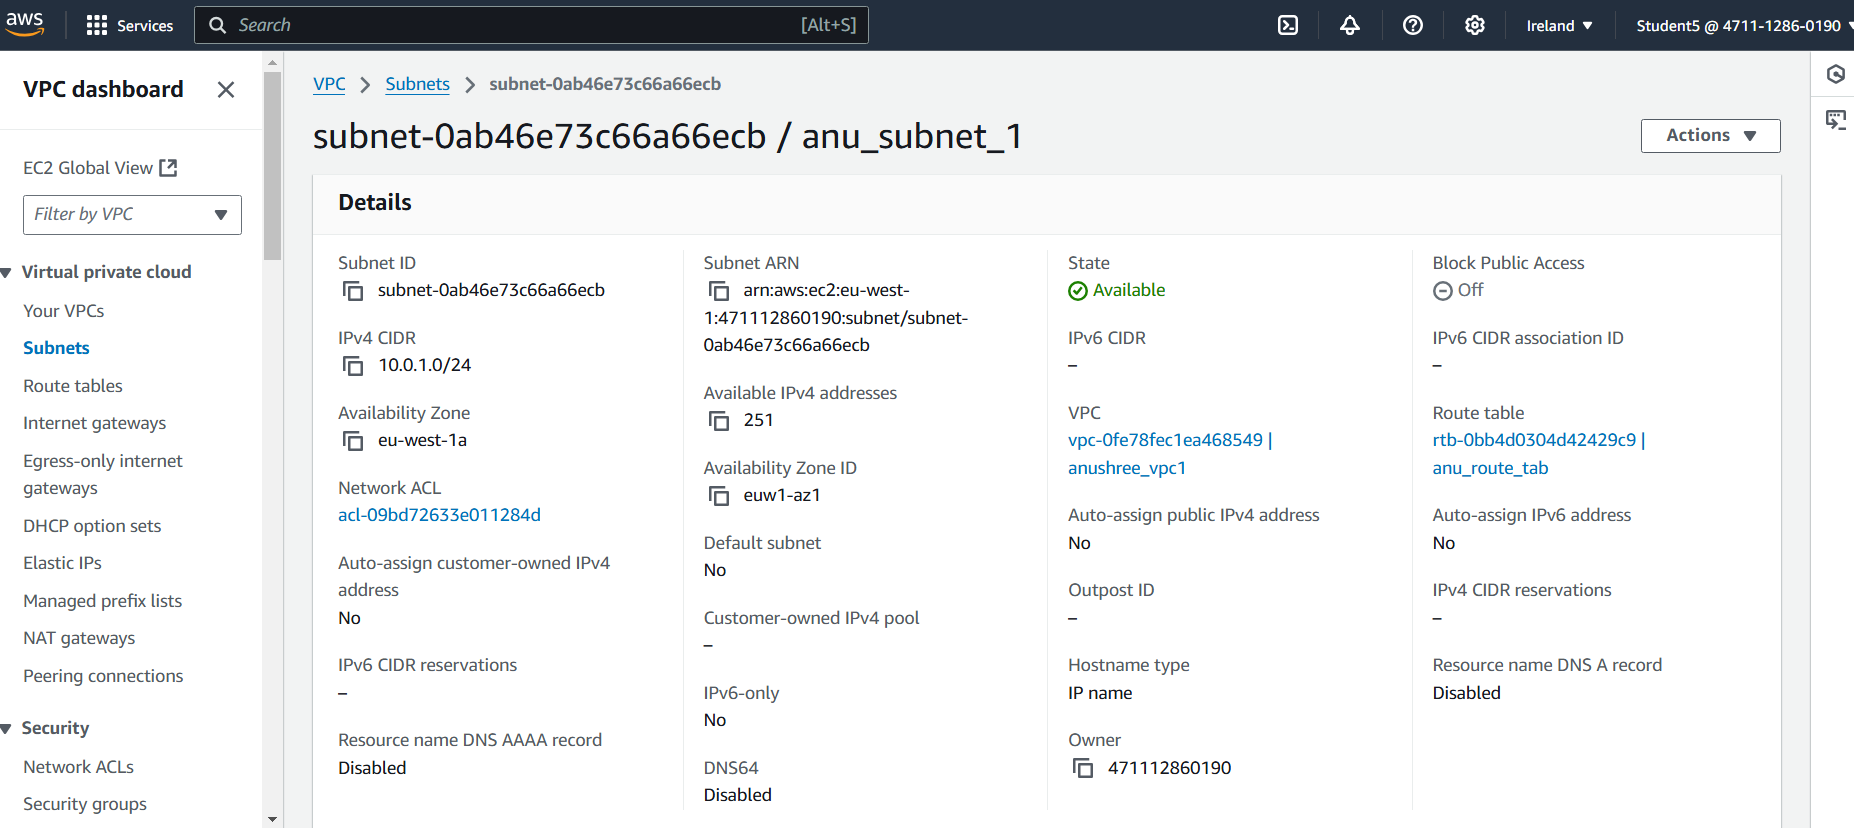 aws
Services
Search
[Alt+S]
Ireland
Student5 @ 4711-1286-0190
VPC dashboard
EC2 Global View
Filter by VPC
Virtual private cloud
Your VPCs
Subnets
Route tables
Internet gateways
Egress-only internet
gateways
DHCP option sets
Elastic IPs
Managed prefix lists
NAT gateways
Peering connections
Security
Network ACLs
Security groups
VPC > Subnets > subnet-0ab46e73c66a66ecb
subnet-0ab46e73c66a66ecb / anu_subnet_1
Actions
Details
Subnet ID
subnet-0ab46e73c66a66ecb
IPv4 CIDR
10.0.1.0/24
Availability Zone
eu-west-1a
Network ACL
acl-09bd72633e011284d
Auto-assign customer-owned IPv4
address
No
IPv6 CIDR reservations
–
Resource name DNS AAAA record
Disabled
Subnet ARN
arn:aws:ec2:eu-west-
1:471112860190:subnet/subnet-
0ab46e73c66a66ecb
Available IPv4 addresses
251
Availability Zone ID
euw1-az1
Default subnet
No
Customer-owned IPv4 pool
–
IPv6-only
No
DNS64
Disabled
State
Available
IPv6 CIDR
–
VPC
vpc-0fe78fec1ea468549 |
anushree_vpc1
Auto-assign public IPv4 address
No
Outpost ID
–
Hostname type
IP name
Owner
471112860190
Block Public Access
Off
IPv6 CIDR association ID
–
Route table
rtb-0bb4d0304d42429c9 |
anu_route_tab
Auto-assign IPv6 address
No
IPv4 CIDR reservations
–
Resource name DNS A record
Disabled